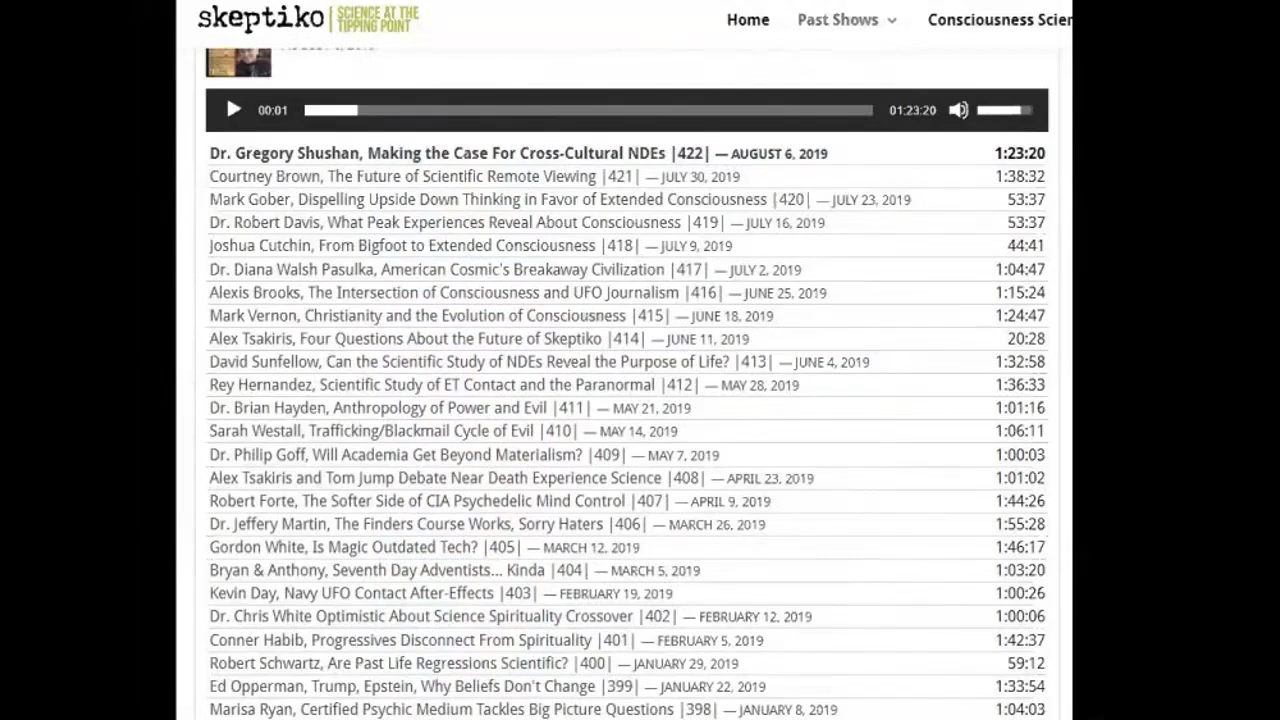 skeptiko | SCIENCE AT THE TIPPING POINT
Home Past Shows Consciousness Scien
00:01 01:23:20
Dr. Gregory Shushan, Making the Case For Cross-Cultural NDEs |422| — AUGUST 6, 2019 1:23:20
Courtney Brown, The Future of Scientific Remote Viewing |421| — JULY 30, 2019 1:38:32
Mark Gober, Dispelling Upside Down Thinking in Favor of Extended Consciousness |420| — JULY 23, 2019 53:37
Dr. Robert Davis, What Peak Experiences Reveal About Consciousness |419| — JULY 16, 2019 53:37
Joshua Cutchin, From Bigfoot to Extended Consciousness |418| — JULY 9, 2019 44:41
Dr. Diana Walsh Pasulka, American Cosmic's Breakaway Civilization |417| — JULY 2, 2019 1:04:47
Alexis Brooks, The Intersection of Consciousness and UFO Journalism |416| — JUNE 25, 2019 1:15:24
Mark Vernon, Christianity and the Evolution of Consciousness |415| — JUNE 18, 2019 1:24:47
Alex Tsakiris, Four Questions About the Future of Skeptiko |414| — JUNE 11, 2019 20:28
David Sunfellow, Can the Scientific Study of NDEs Reveal the Purpose of Life? |413| — JUNE 4, 2019 1:32:58
Rey Hernandez, Scientific Study of ET Contact and the Paranormal |412| — MAY 28, 2019 1:36:33
Dr. Brian Hayden, Anthropology of Power and Evil |411| — MAY 21, 2019 1:01:16
Sarah Westall, Trafficking/Blackmail Cycle of Evil |410| — MAY 14, 2019 1:06:11
Dr. Philip Goff, Will Academia Get Beyond Materialism? |409| — MAY 7, 2019 1:00:03
Alex Tsakiris and Tom Jump Debate Near Death Experience Science |408| — APRIL 23, 2019 1:01:02
Robert Forte, The Softer Side of CIA Psychedelic Mind Control |407| — APRIL 9, 2019 1:44:26
Dr. Jeffery Martin, The Finders Course Works, Sorry Haters |406| — MARCH 26, 2019 1:55:28
Gordon White, Is Magic Outdated Tech? |405| — MARCH 12, 2019 1:46:17
Bryan & Anthony, Seventh Day Adventists... Kinda |404| — MARCH 5, 2019 1:03:20
Kevin Day, Navy UFO Contact After-Effects |403| — FEBRUARY 19, 2019 1:00:26
Dr. Chris White Optimistic About Science Spirituality Crossover |402| — FEBRUARY 12, 2019 1:00:06
Conner Habib, Progressives Disconnect From Spirituality |401| — FEBRUARY 5, 2019 1:42:37
Robert Schwartz, Are Past Life Regressions Scientific? |400| — JANUARY 29, 2019 59:12
Ed Opperman, Trump, Epstein, Why Beliefs Don't Change |399| — JANUARY 22, 2019 1:33:54
Marisa Ryan, Certified Psychic Medium Tackles Big Picture Questions |398| — JANUARY 8, 2019 1:04:03